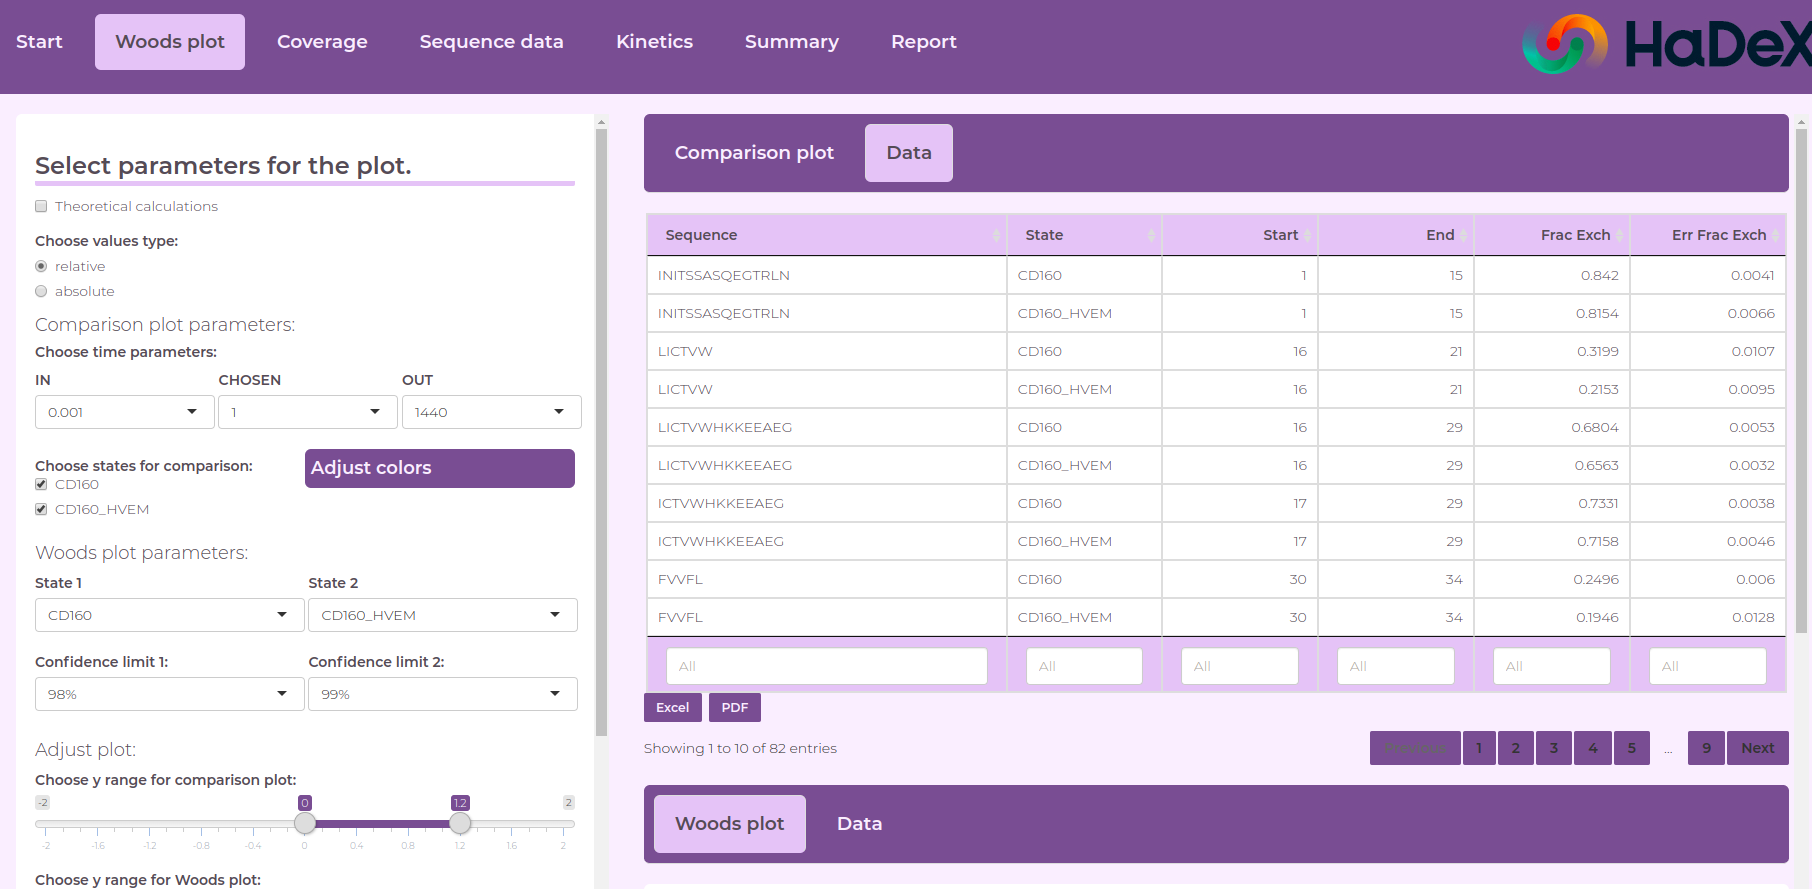 Start Woods plot Coverage Sequence data Kinetics Summary Report HaDeX
Select parameters for the plot.
Theoretical calculations
Choose values type:
relative
absolute
Comparison plot parameters:
Choose time parameters:
IN CHOSEN OUT
0.001 1 1440
Choose states for comparison: Adjust colors
CD160
CD160_HVEM
Woods plot parameters:
State 1 State 2
CD160 CD160_HVEM
Confidence limit 1: Confidence limit 2:
98% 99%
Adjust plot:
Choose y range for comparison plot:
-2 0 1.2 2
-2 -1.6 -1.2 -0.8 -0.4 0 0.4 0.8 1.2 1.6 2
Choose y range for Woods plot:
Comparison plot Data
Sequence State Start End Frac Exch Err Frac Exch
INITSSASQEGTRLN CD160 1 15 0.842 0.0041
INITSSASQEGTRLN CD160_HVEM 1 15 0.8154 0.0066
LICTVW CD160 16 21 0.3199 0.0107
LICTVW CD160_HVEM 16 21 0.2153 0.0095
LICTVWHKKEEAEG CD160 16 29 0.6804 0.0053
LICTVWHKKEEAEG CD160_HVEM 16 29 0.6563 0.0032
ICTVWHKKEEAEG CD160 17 29 0.7331 0.0038
ICTVWHKKEEAEG CD160_HVEM 17 29 0.7158 0.0046
FVVFL CD160 30 34 0.2496 0.006
FVVFL CD160_HVEM 30 34 0.1946 0.0128
All All All All All All
Excel PDF
Showing 1 to 10 of 82 entries Previous 1 2 3 4 5 ... 9 Next
Woods plot Data